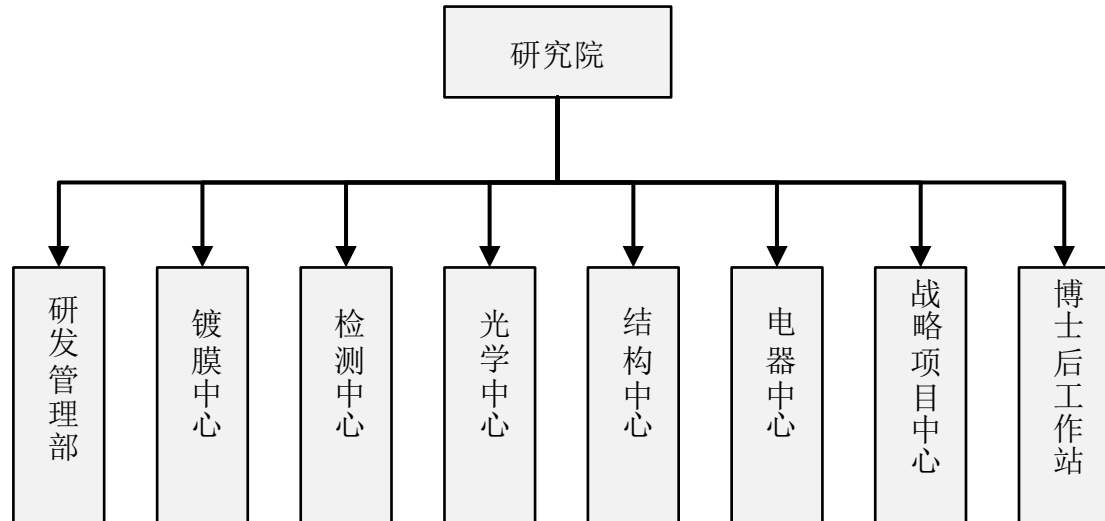 研究院
研发管理部
镀膜中心
检测中心
光学中心
结构中心
电器中心
战略项目中心
博士后工作站